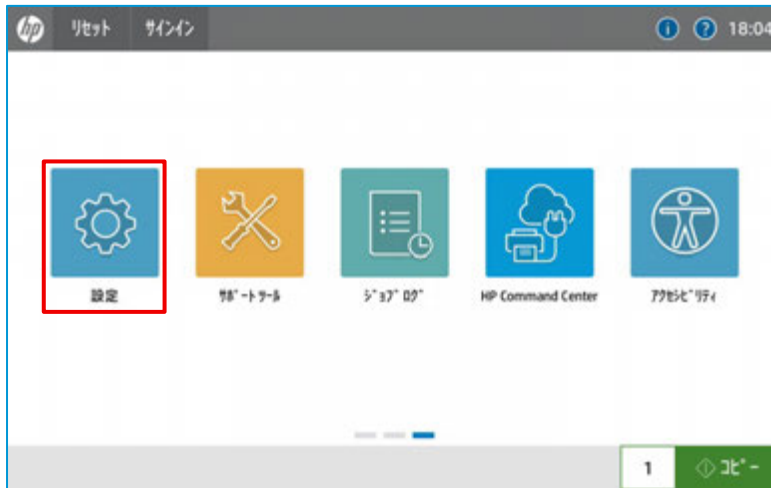 hp ﾘｾｯﾄ ｻｲﾝｲﾝ i ? 18:04
設定 ｻﾎﾟｰﾄ ﾂｰﾙ ｼﾞｮﾌﾞ ﾛｸﾞ HP Command Center ｱｸｾｼﾋﾞﾘﾃｨ
1 ｺﾋﾟｰ